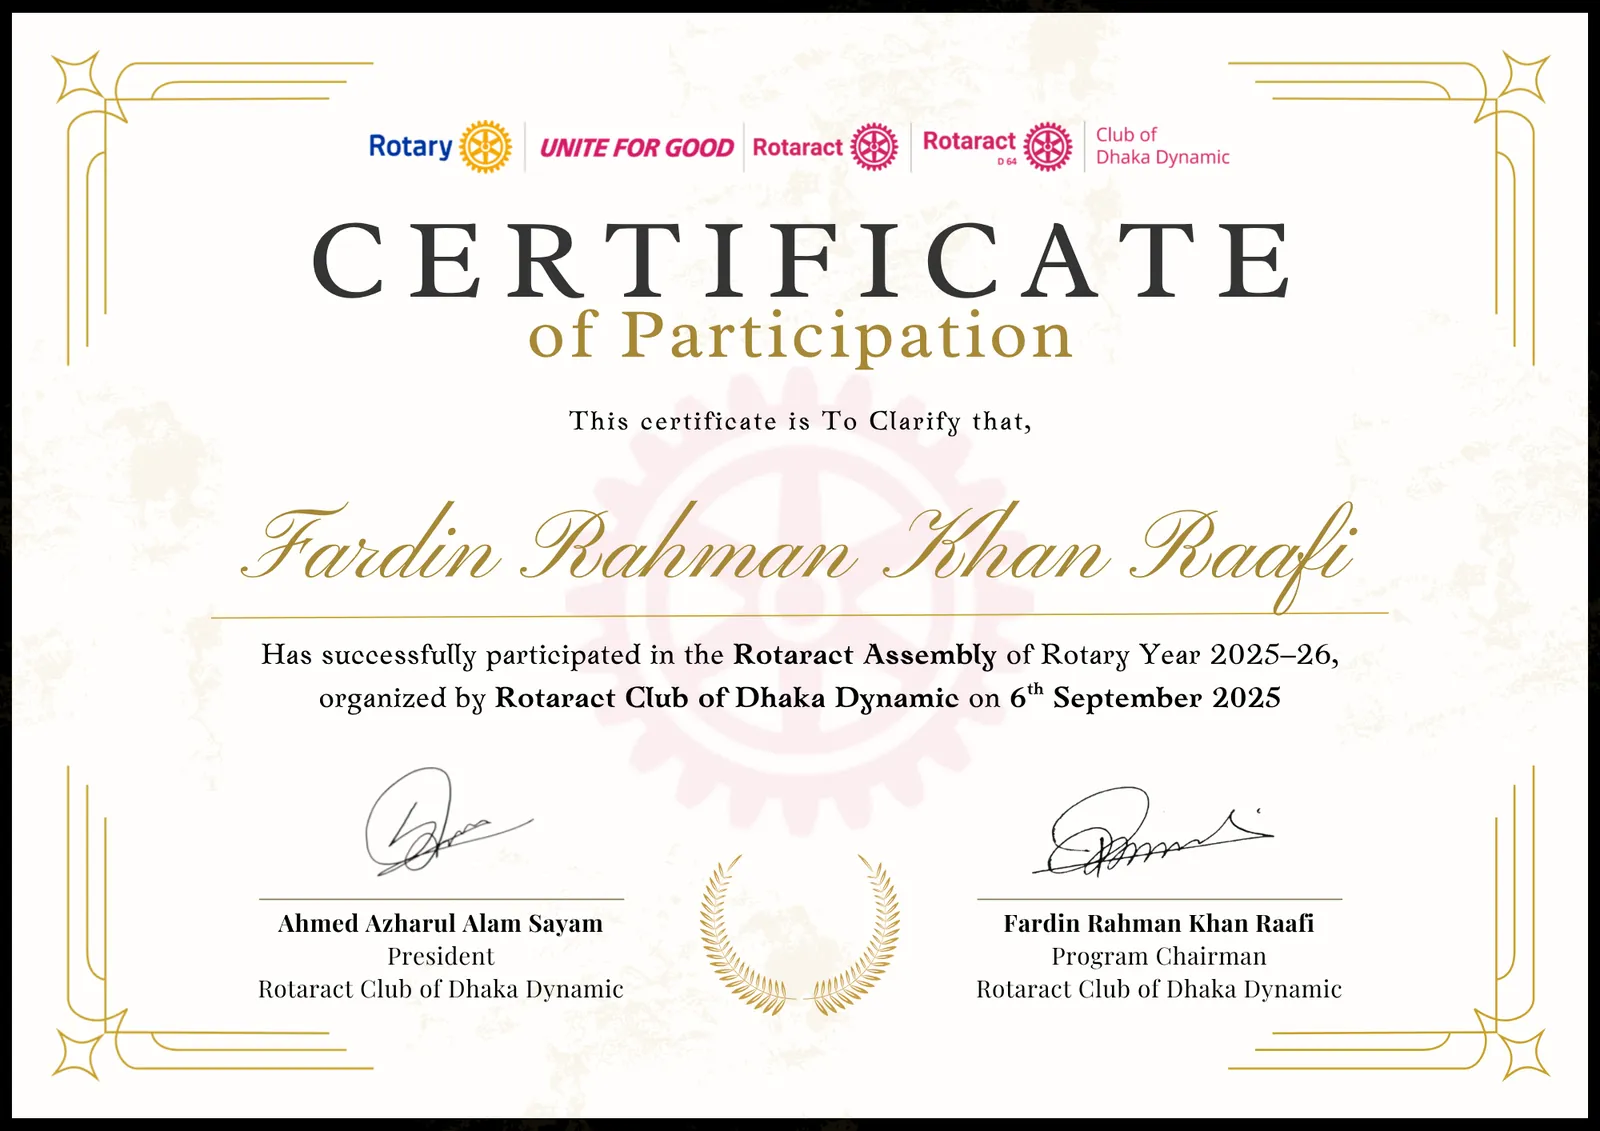 Rotary UNITE FOR GOOD Rotaract Rotaract D 64 Club of Dhaka Dynamic
CERTIFICATE
of Participation
This certificate is To Clarify that,
Fardin Rahman Khan Raafi
Has successfully participated in the Rotaract Assembly of Rotary Year 2025–26,
organized by Rotaract Club of Dhaka Dynamic on 6th September 2025
Ahmed Azharul Alam Sayam
President
Rotaract Club of Dhaka Dynamic
Fardin Rahman Khan Raafi
Program Chairman
Rotaract Club of Dhaka Dynamic